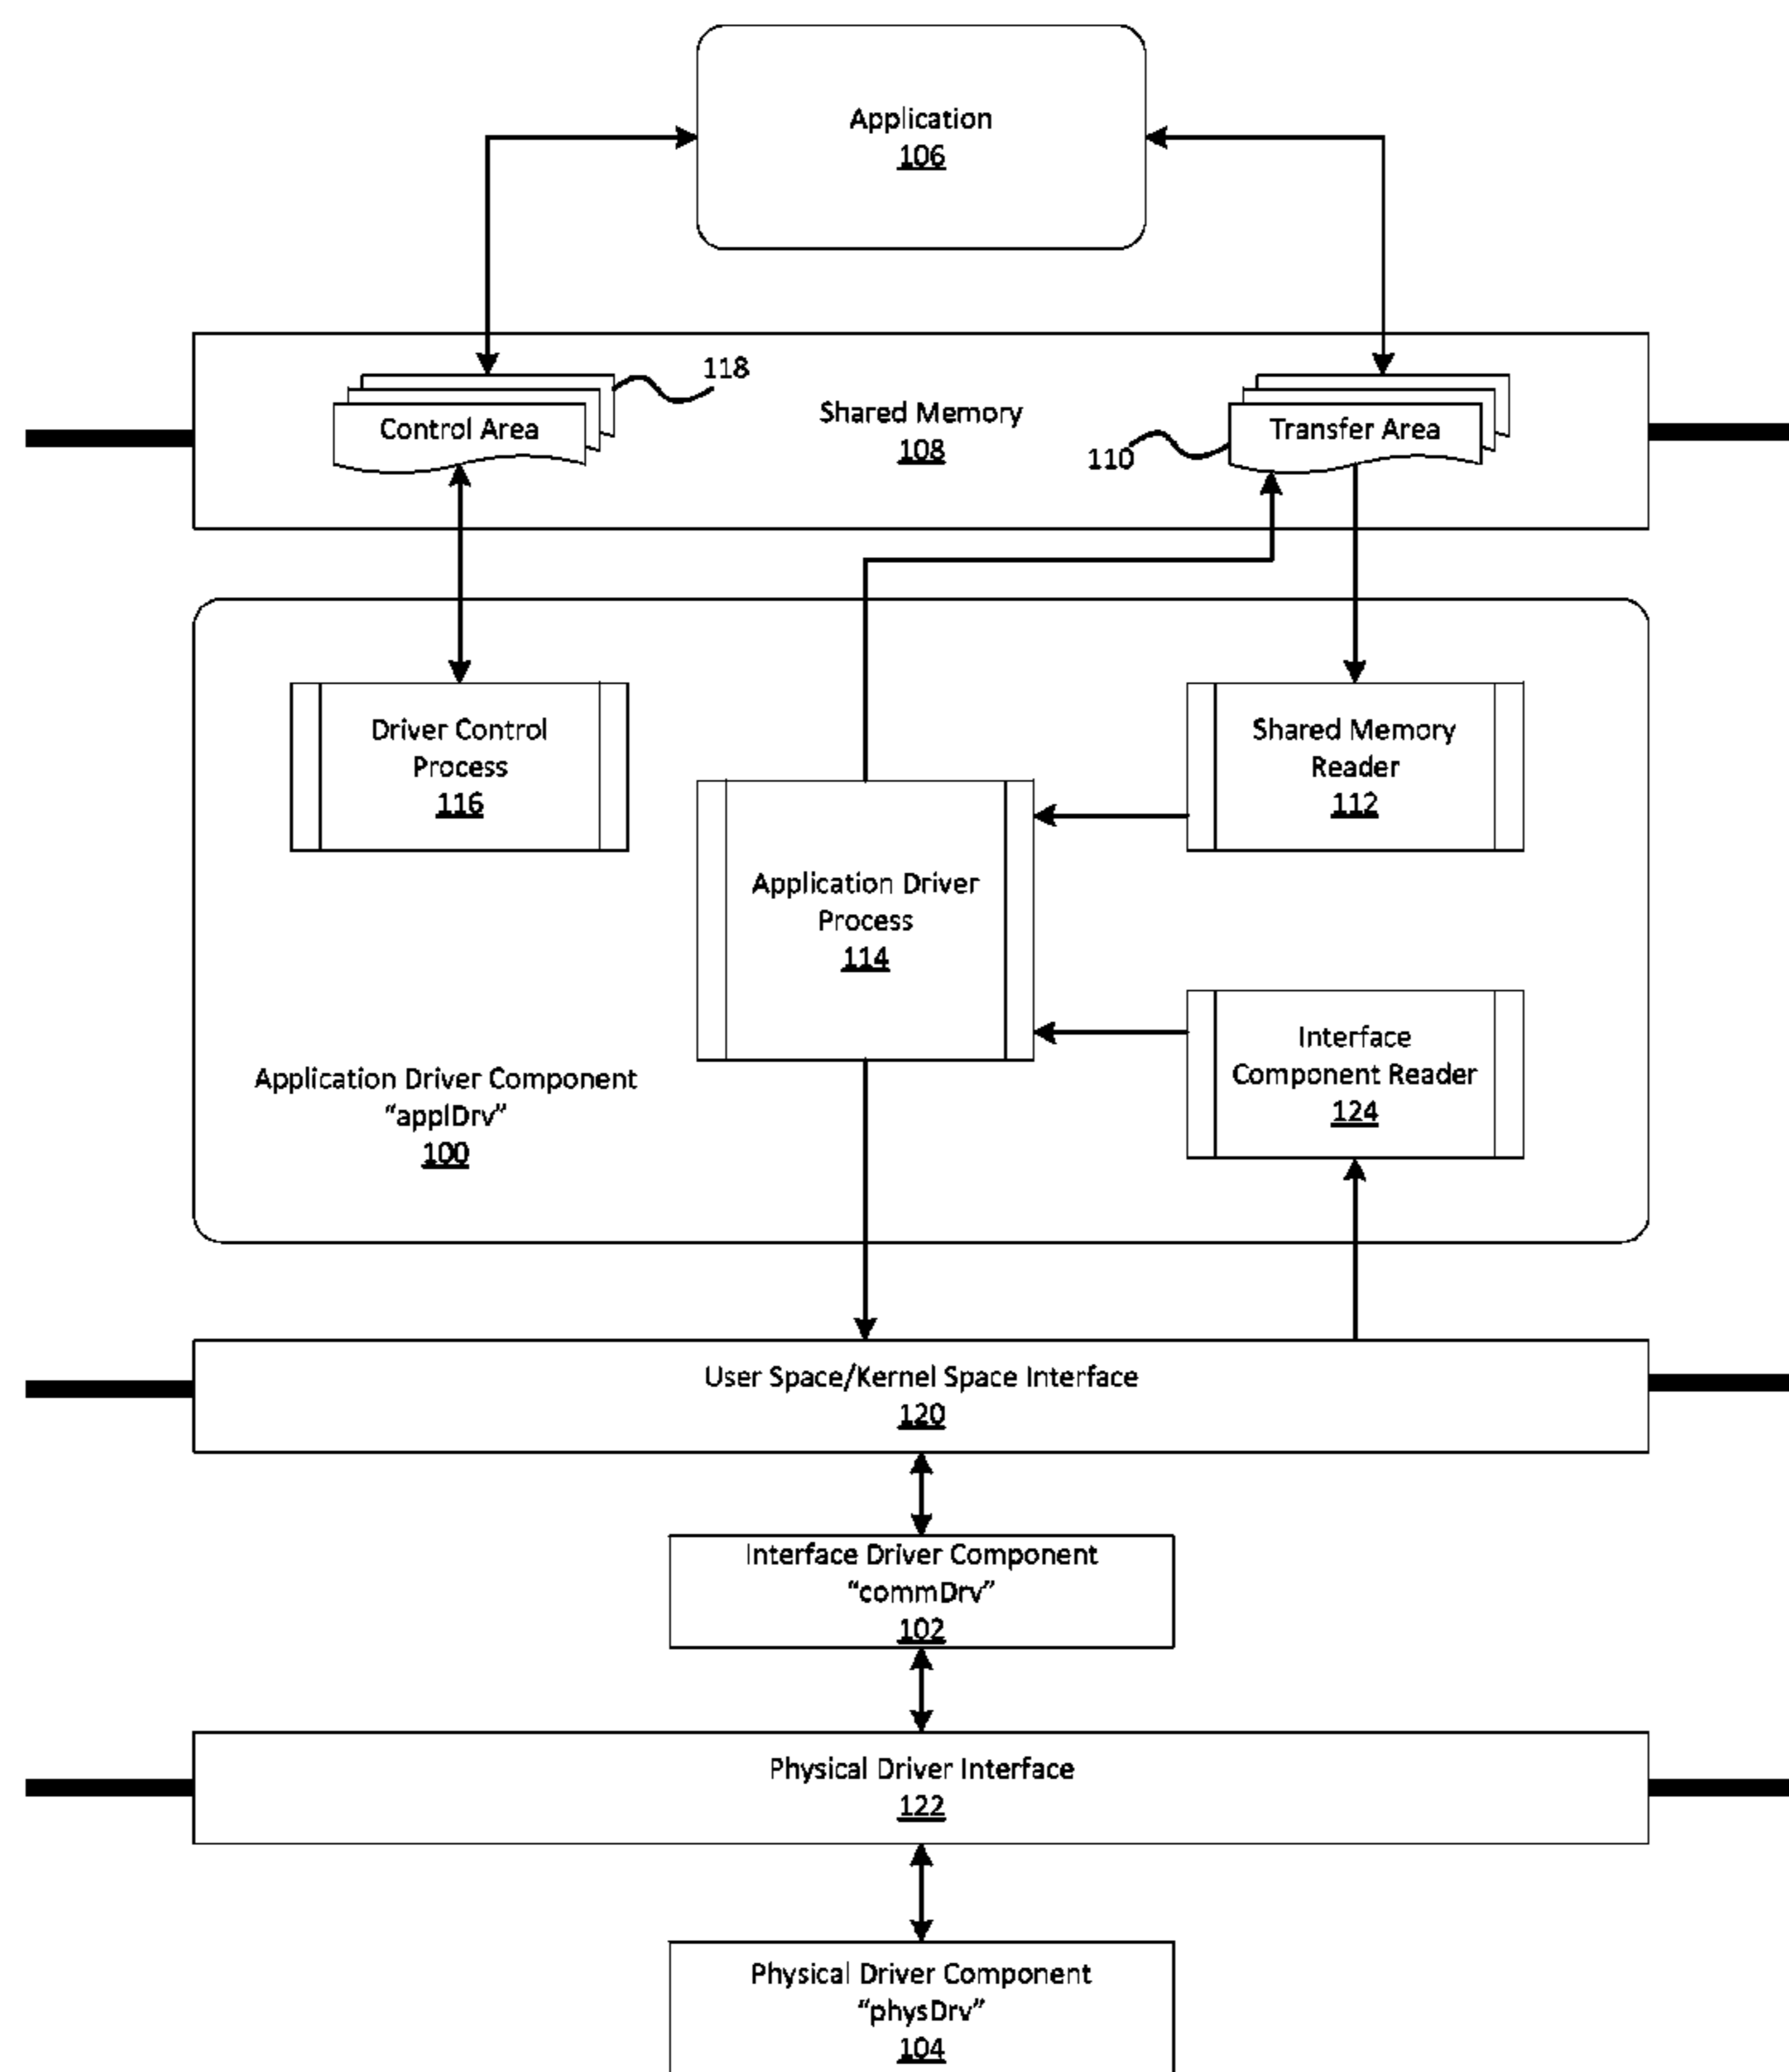 Application
106
118
Control Area
Shared Memory
108
Transfer Area
110
Driver Control
Process
116
Shared Memory
Reader
112
Application Driver
Process
114
Interface
Component Reader
124
Application Driver Component
“applDrv”
100
User Space/Kernel Space Interface
120
Interface Driver Component
“commDrv”
102
Physical Driver Interface
122
Physical Driver Component
“physDrv”
104